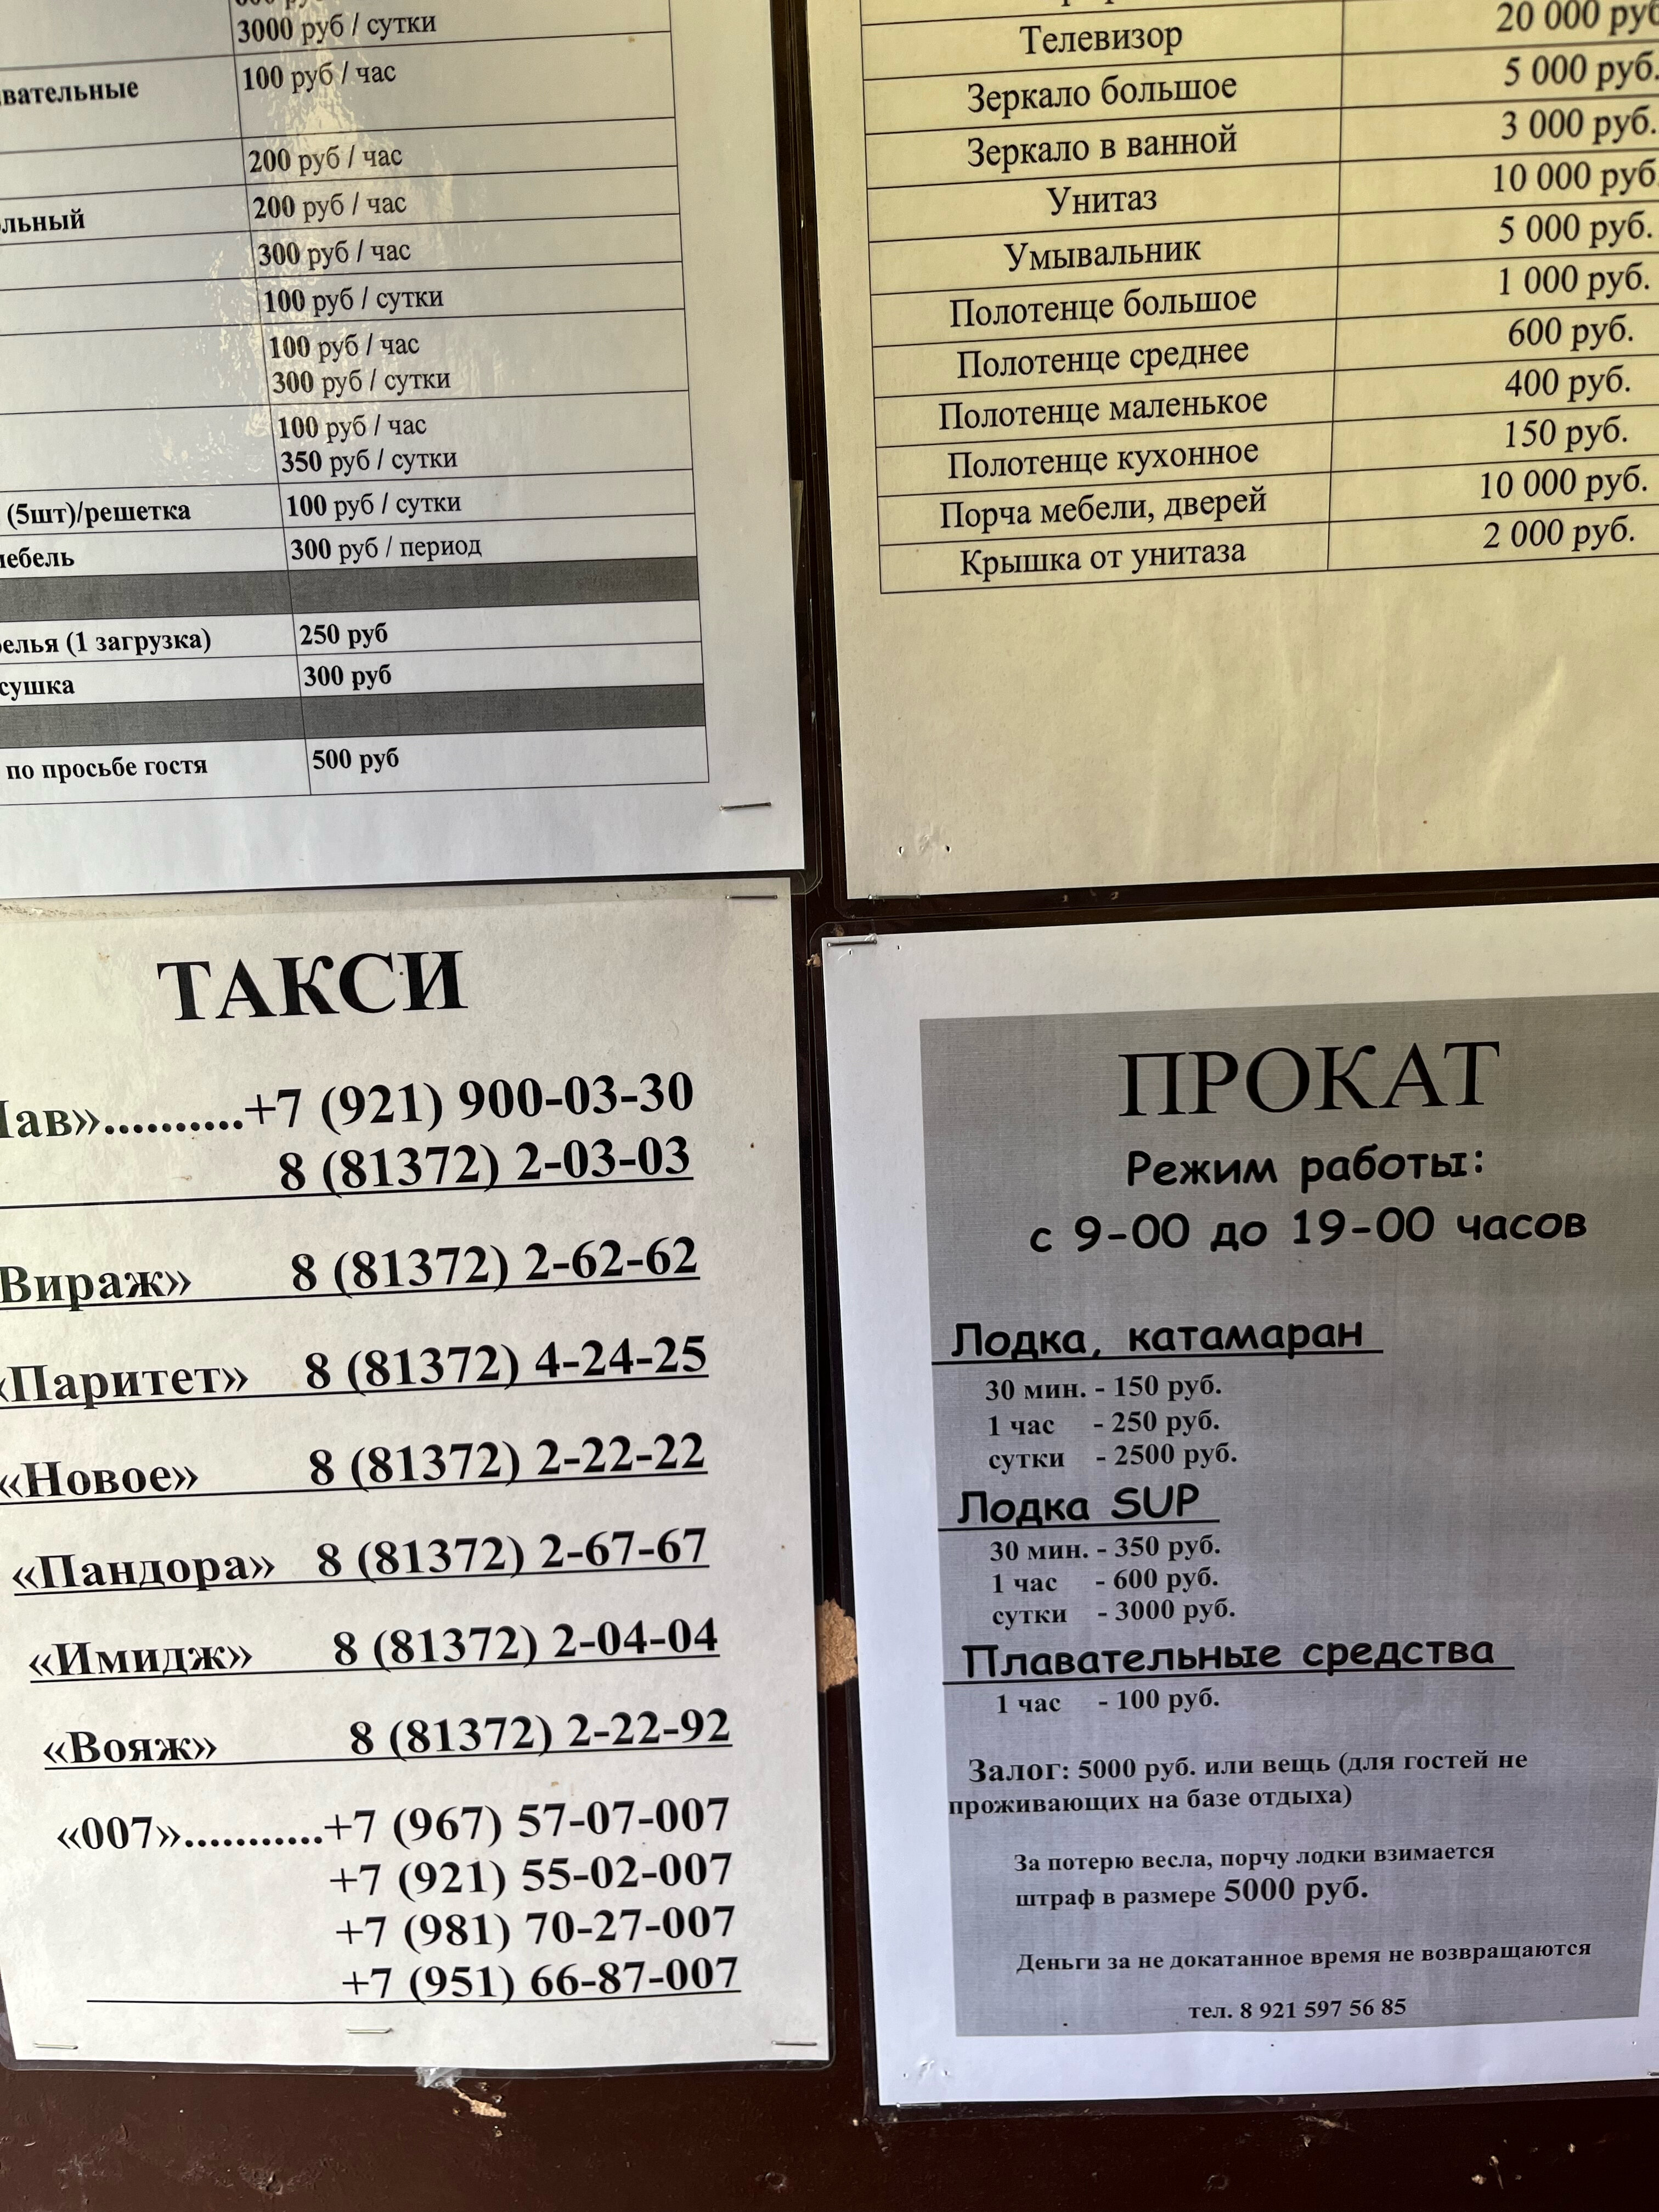 3000 руб / сутки
100 руб / час
200 руб / час
200 руб / час
300 руб / час
100 руб / сутки
100 руб / час
300 руб / сутки
100 руб / час
350 руб / сутки
(5шт)/решетка 100 руб / сутки
300 руб / период
(1 загрузка) 250 руб
сушка 300 руб
по просьбе гостя 500 руб
Телевизор 20 000
Зеркало большое 5 000 руб.
Зеркало в ванной 3 000 руб.
Унитаз 10 000 руб.
Умывальник 5 000 руб.
Полотенце большое 1 000 руб.
Полотенце среднее 600 руб.
Полотенце маленькое 400 руб.
Полотенце кухонное 150 руб.
Порча мебели, дверей 10 000 руб.
Крышка от унитаза 2 000 руб.
ТАКСИ
+7 (921) 900-03-30
8 (81372) 2-03-03
Вираж» 8 (81372) 2-62-62
«Паритет» 8 (81372) 4-24-25
«Новое» 8 (81372) 2-22-22
«Пандора» 8 (81372) 2-67-67
«Имидж» 8 (81372) 2-04-04
«Вояж» 8 (81372) 2-22-92
«007»...........+7 (967) 57-07-007
+7 (921) 55-02-007
+7 (981) 70-27-007
+7 (951) 66-87-007
ПРОКАТ
Режим работы:
с 9-00 до 19-00 часов
Лодка, катамаран
30 мин. - 150 руб.
1 час - 250 руб.
сутки - 2500 руб.
Лодка SUP
30 мин. - 350 руб.
1 час - 600 руб.
сутки - 3000 руб.
Плавательные средства
1 час - 100 руб.
Залог: 5000 руб. или вещь (для гостей не
проживающих на базе отдыха)
За потерю весла, порчу лодки взимается
штраф в размере 5000 руб.
Деньги за не докатанное время не возвращаются
тел. 8 921 597 56 85